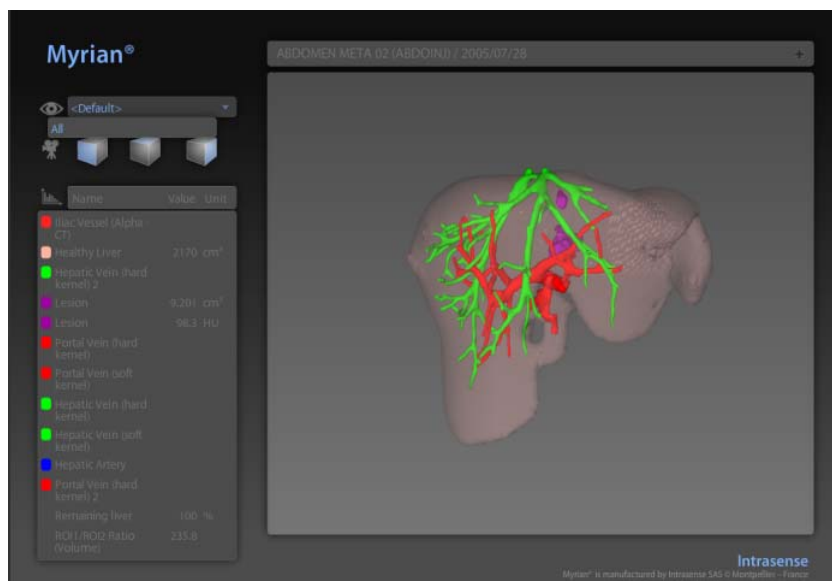 Myrian®
ABDOMEN META 02 (ABDOINJ) / 2005/07/28 +
<Default>
All
Name Value Unit
Iliac Vessel (Alpha -
CT)
Healthy Liver 2170 cm³
Hepatic Vein (hard
kernel) 2
Lesion 9.201 cm³
Lesion 98.3 HU
Portal Vein (hard
kernel)
Portal Vein (soft
kernel)
Hepatic Vein (hard
kernel)
Hepatic Vein (soft
kernel)
Hepatic Artery
Portal Vein (hard
kernel) 2
Remaining liver 100 %
ROI1/ROI2 Ratio 235.8
(Volume)
Intrasense
Myrian® is manufactured by Intrasense SAS © Montpellier - France